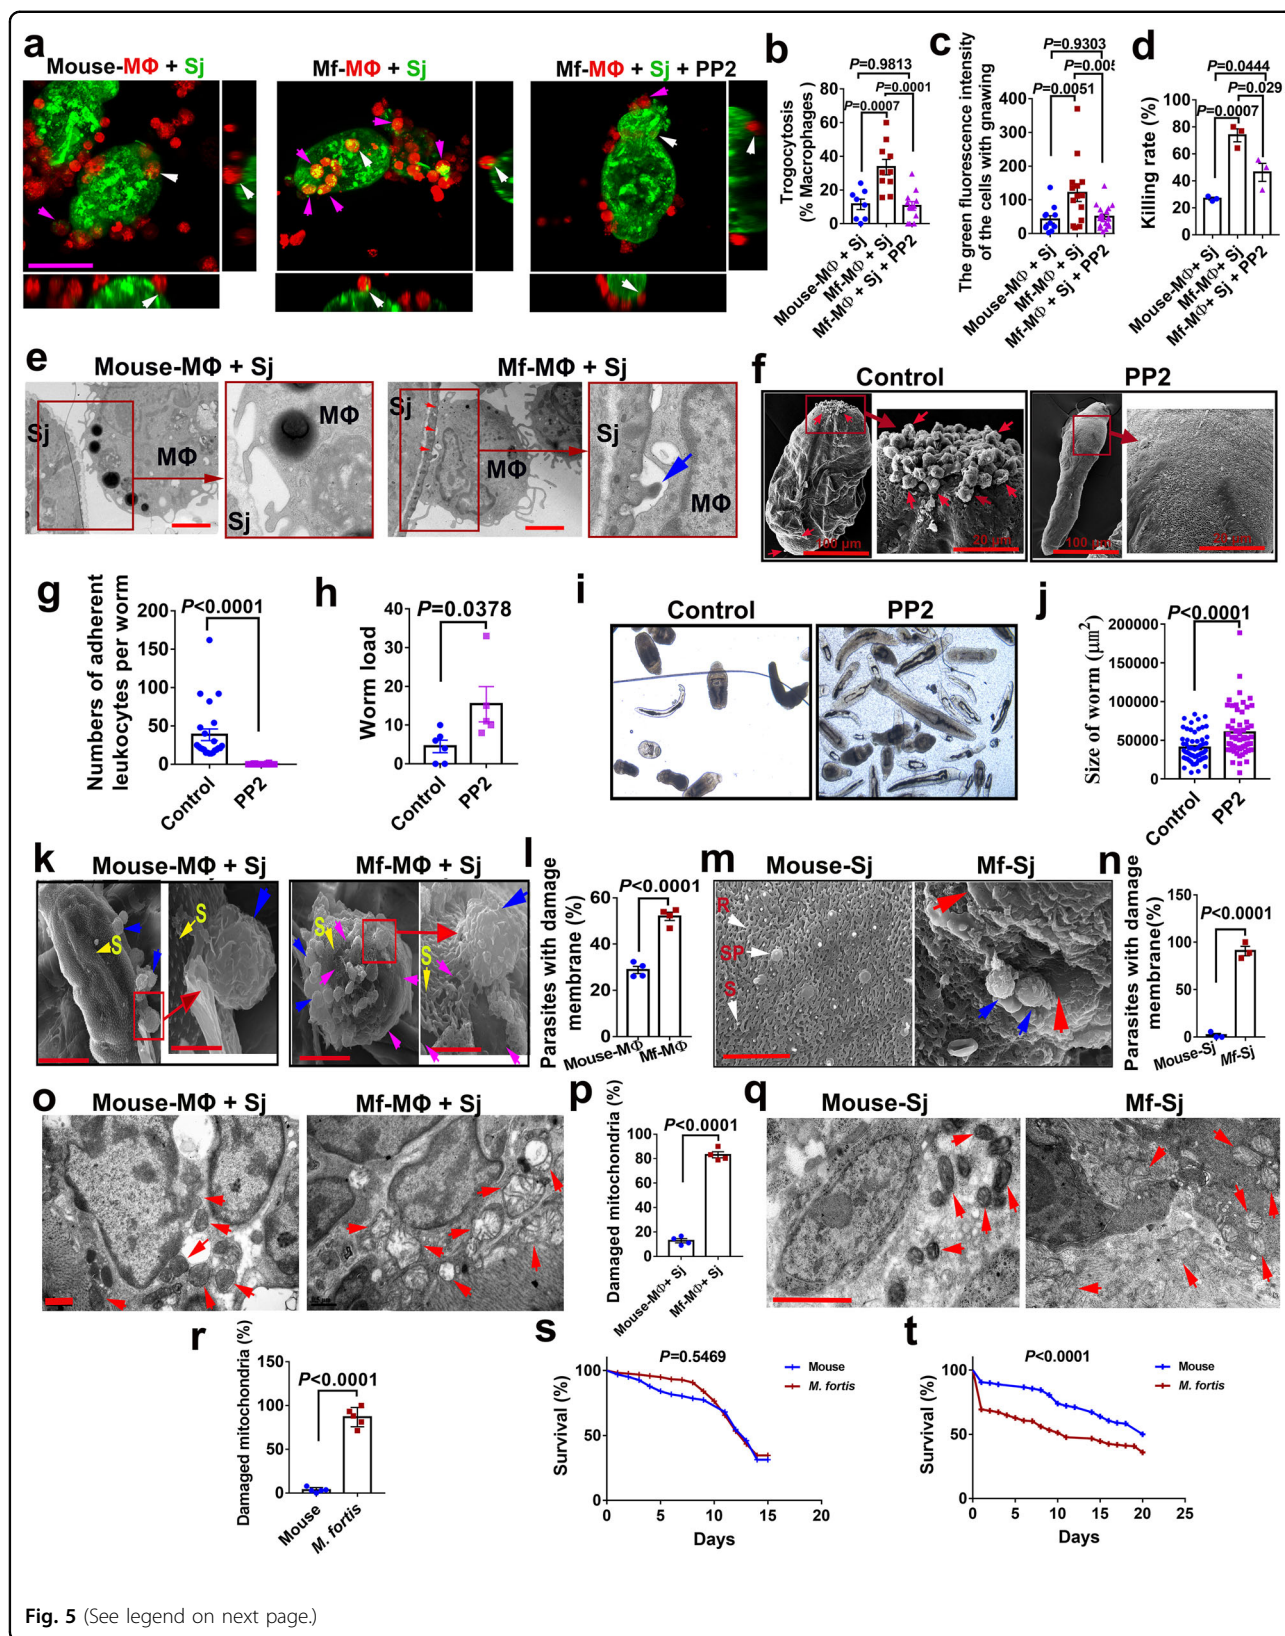 a
Mouse-MΦ + Sj
Mf-MΦ + Sj
Mf-MΦ + Sj + PP2
b
P=0.9813
P=0.0001
P=0.0007
Trogocytosis
(% Macrophages )
80
60
40
20
0
Mouse-MΦ + Sj
Mf-MΦ + Sj
Mf-MΦ + Sj + PP2
c
P=0.9303
P=0.005
P=0.0051
The green fluorescence intensity
of the cells with gnawing
400
300
200
100
0
Mouse-MΦ + Sj
Mf-MΦ + Sj
Mf-MΦ + Sj + PP2
d
P=0.0444
P=0.029
P=0.0007
Killing rate (%)
100
80
60
40
20
0
Mouse-MΦ+ Sj
Mf-MΦ+ Sj
Mf-MΦ+ Sj + PP2
e
Mouse-MΦ + Sj
Mf-MΦ + Sj
Sj
MΦ
MΦ
Sj
Sj
MΦ
Sj
MΦ
f
Control
PP2
100 μm
20 μm
100 μm
20 μm
g
P<0.0001
Numbers of adherent
leukocytes per worm
200
150
100
50
0
Control
PP2
h
P=0.0378
Worm load
40
30
20
10
0
Control
PP2
i
Control
PP2
j
P<0.0001
Size of worm (μm²)
200000
150000
100000
50000
0
Control
PP2
k
Mouse-MΦ + Sj
Mf-MΦ + Sj
S
S
S
S
l
P<0.0001
Parasites with damage
membrane (%)
60
40
20
0
Mouse-MΦ
Mf-MΦ
m
Mouse-Sj
Mf-Sj
R
SP
S
n
P<0.0001
Parasites with damage
membrane(%)
150
100
50
0
Mouse-Sj
Mf-Sj
o
Mouse-MΦ + Sj
Mf-MΦ + Sj
p
P<0.0001
Damaged mitochondria (%)
100
80
60
40
20
0
Mouse-MΦ+ Sj
Mf-MΦ+ Sj
q
Mouse-Sj
Mf-Sj
r
P<0.0001
Damaged mitochondria (%)
150
100
50
0
Mouse
M. fortis
s
P=0.5469
Mouse
M. fortis
Survival (%)
100
50
0
0 5 10 15 20
Days
t
P<0.0001
Mouse
M. fortis
Survival (%)
100
50
0
0 5 10 15 20 25
Days
Fig. 5 (See legend on next page.)